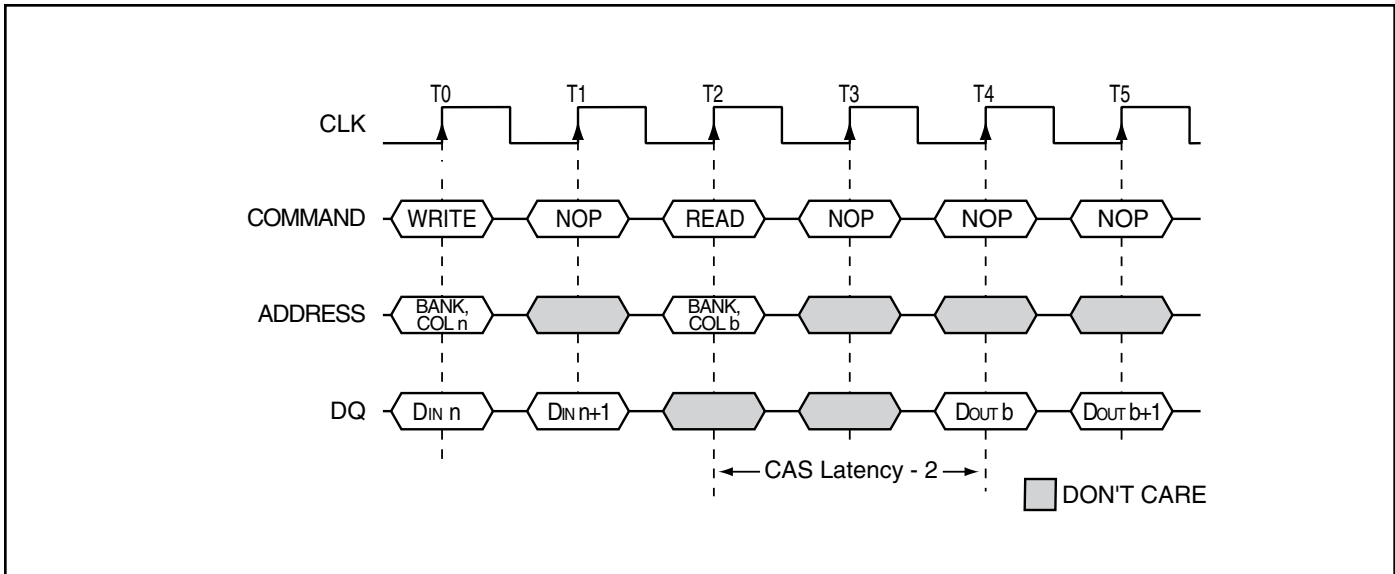 T0 T1 T2 T3 T4 T5
CLK
COMMAND WRITE NOP READ NOP NOP NOP
ADDRESS BANK, COL n BANK, COL b
DQ DIN n DIN n+1 DOUT b DOUT b+1
CAS Latency - 2
DON'T CARE